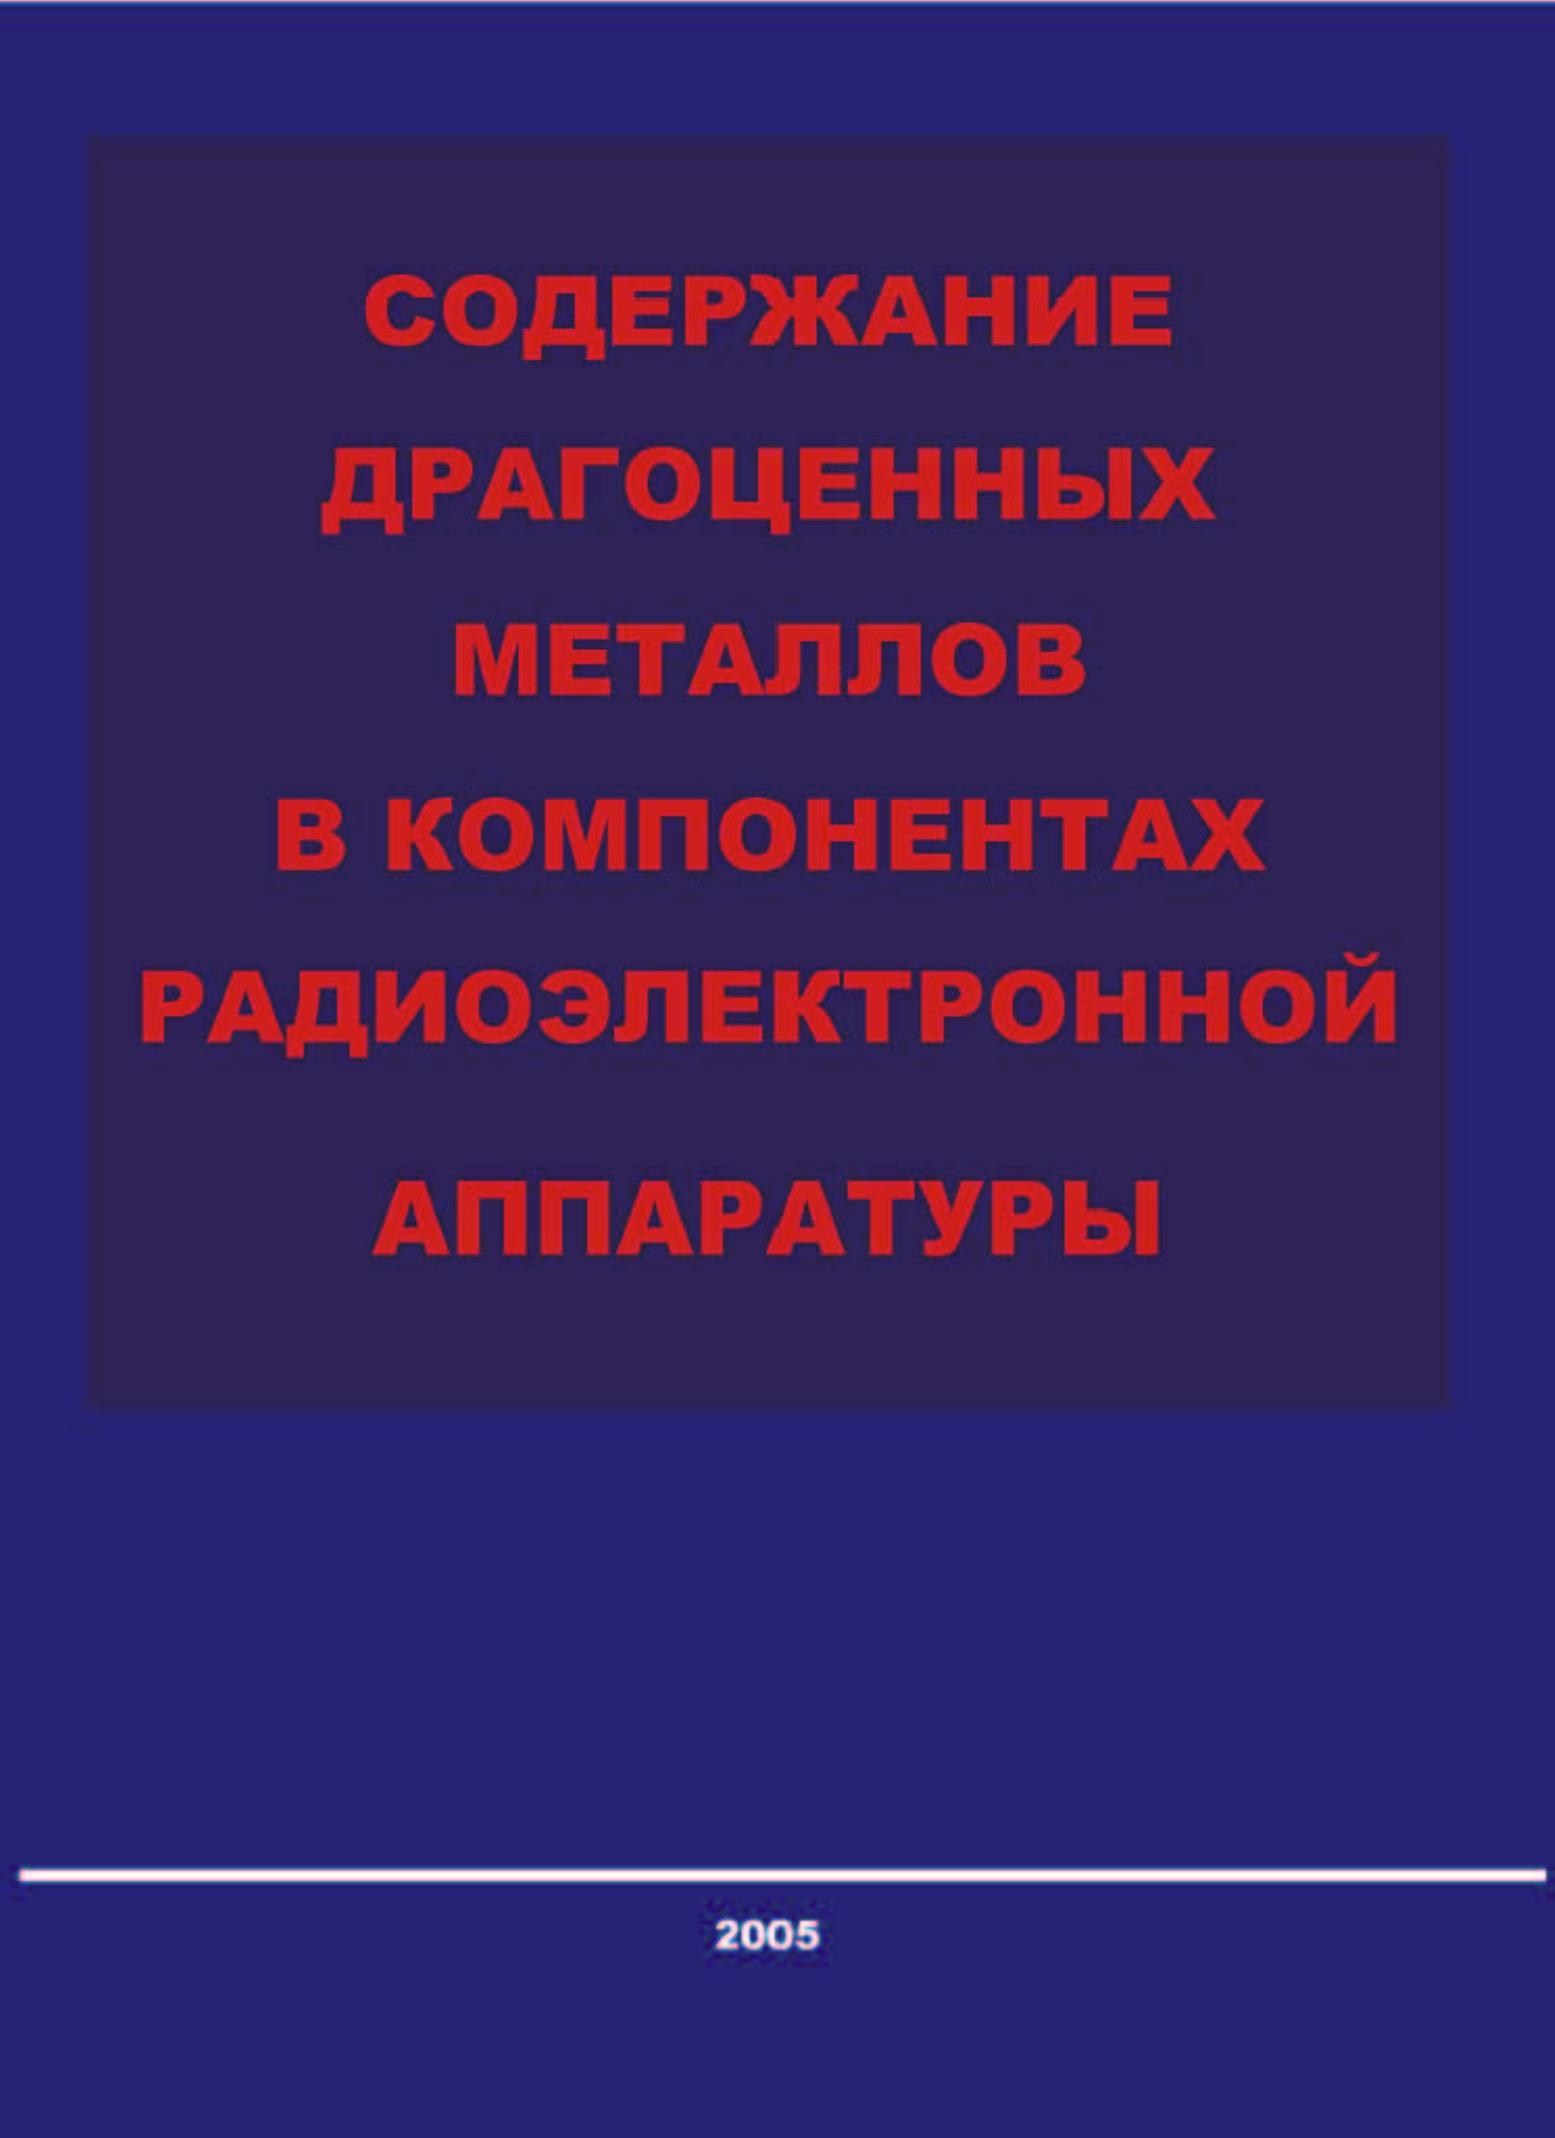 СОДЕРЖАНИЕ
ДРАГОЦЕННЫХ
МЕТАЛЛОВ
В КОМПОНЕНТАХ
РАДИОЭЛЕКТРОННОЙ
АППАРАТУРЫ
2005